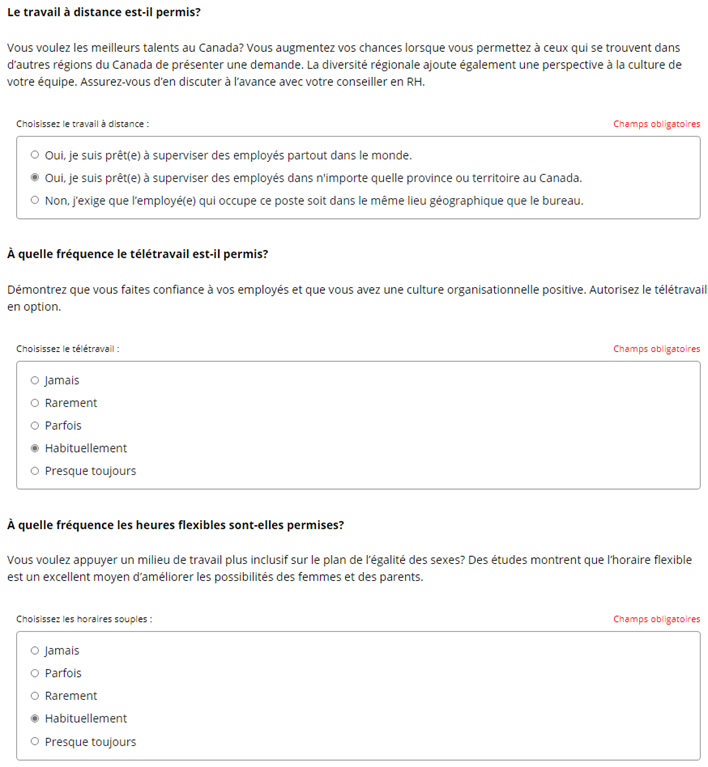 Le travail à distance est-il permis?
Vous voulez les meilleurs talents au Canada? Vous augmentez vos chances lorsque vous permettez à ceux qui se trouvent dans
d’autres régions du Canada de présenter une demande. La diversité régionale ajoute également une perspective à la culture de
votre équipe. Assurez-vous d’en discuter à l’avance avec votre conseiller en RH.
Choisissez le travail à distance : Champs obligatoires
Oui, je suis prêt(e) à superviser des employés partout dans le monde.
Oui, je suis prêt(e) à superviser des employés dans n'importe quelle province ou territoire au Canada.
Non, j’exige que l’employé(e) qui occupe ce poste soit dans le même lieu géographique que le bureau.
À quelle fréquence le télétravail est-il permis?
Démontrez que vous faites confiance à vos employés et que vous avez une culture organisationnelle positive. Autorisez le télétravail
en option.
Choisissez le télétravail : Champs obligatoires
Jamais
Rarement
Parfois
Habituellement
Presque toujours
À quelle fréquence les heures flexibles sont-elles permises?
Vous voulez appuyer un milieu de travail plus inclusif sur le plan de l’égalité des sexes? Des études montrent que l’horaire flexible
est un excellent moyen d’améliorer les possibilités des femmes et des parents.
Choisissez les horaires souples : Champs obligatoires
Jamais
Parfois
Rarement
Habituellement
Presque toujours